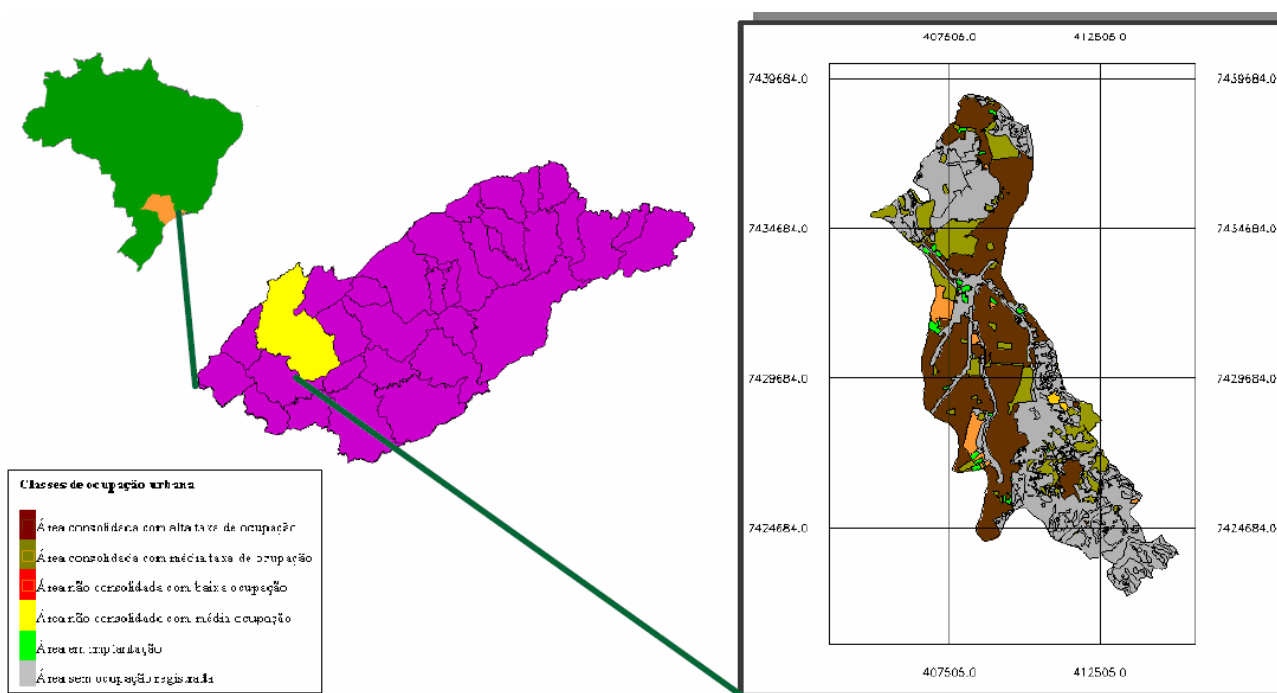 407505.0 412505.0
7439684.0 7439684.0
7434684.0 7434684.0
7429684.0 7429684.0
7424684.0 7424684.0
407505.0 412505.0
Classes de ocupação urbana
Área consolidada com alta taxa de ocupação
Área consolidada com média taxa de ocupação
Área não consolidada com baixa ocupação
Área não consolidada com média ocupação
Área em implantação
Área sem ocupação registrada